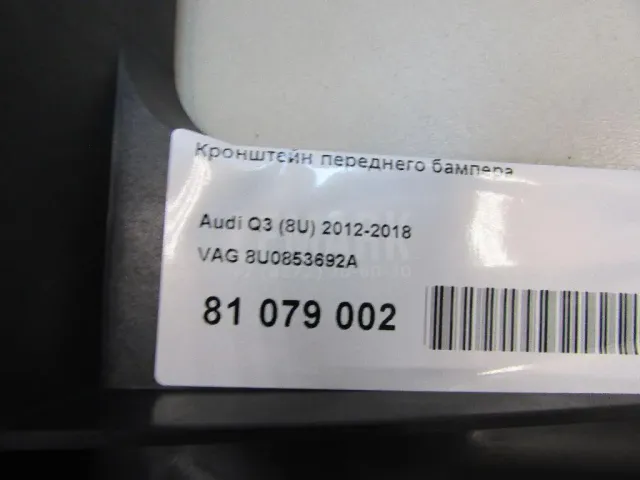 Кронштейн переднего бампера
Audi Q3 (8U) 2012-2018
VAG 8U0853692A
81 079 002